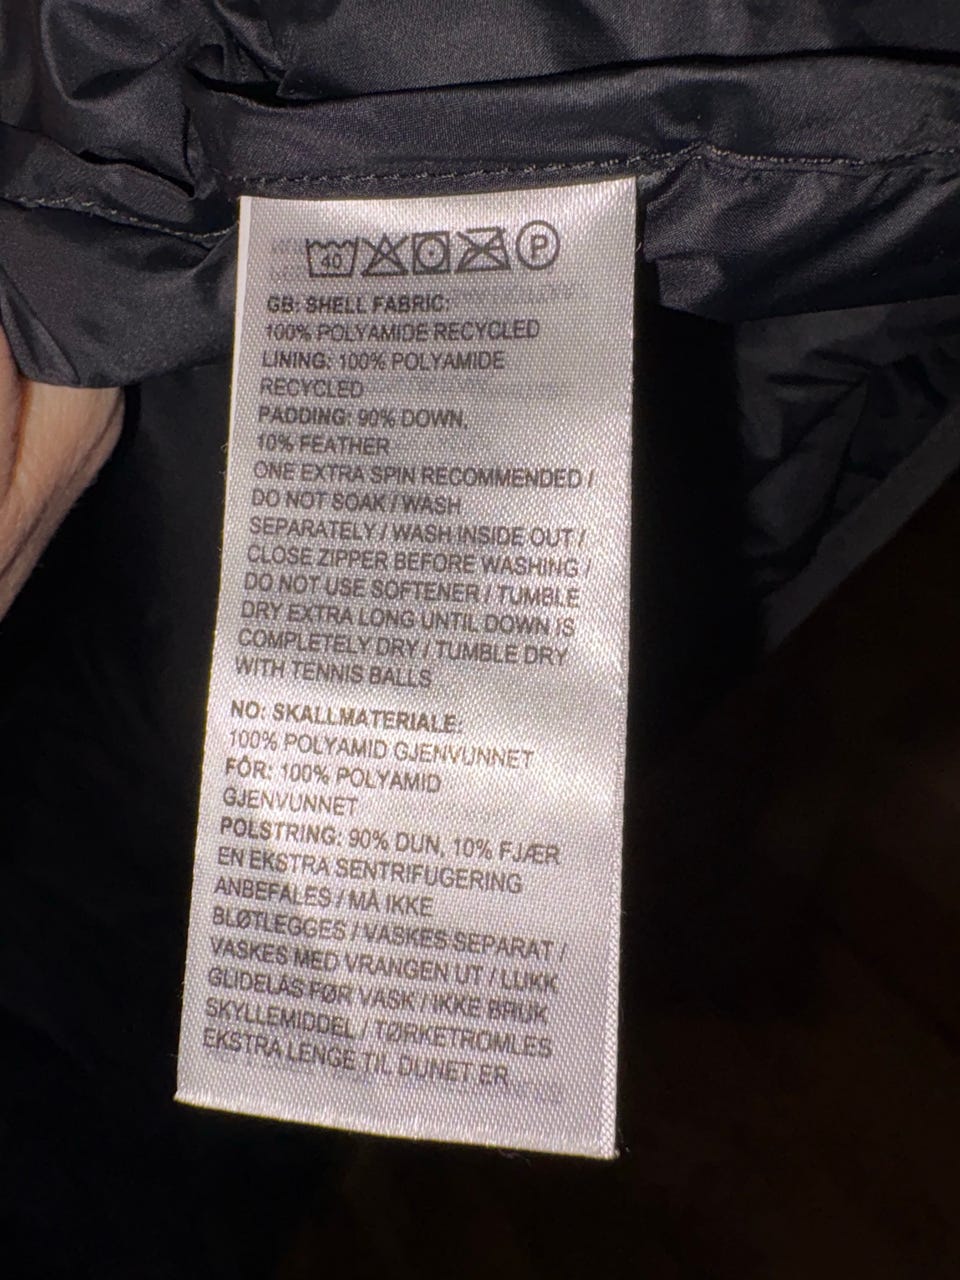 40 P
GB: SHELL FABRIC:
100% POLYAMIDE RECYCLED
LINING: 100% POLYAMIDE
RECYCLED
PADDING: 90% DOWN,
10% FEATHER
ONE EXTRA SPIN RECOMMENDED /
DO NOT SOAK / WASH
SEPARATELY / WASH INSIDE OUT /
CLOSE ZIPPER BEFORE WASHING /
DO NOT USE SOFTENER / TUMBLE
DRY EXTRA LONG UNTIL DOWN IS
COMPLETELY DRY / TUMBLE DRY
WITH TENNIS BALLS
NO: SKALLMATERIALE:
100% POLYAMID GJENVUNNET
FÔR: 100% POLYAMID
GJENVUNNET
POLSTRING: 90% DUN, 10% FJÆR
EN EKSTRA SENTRIFUGERING
ANBEFALES / MÅ IKKE
BLØTLEGGES / VASKES SEPARAT /
VASKES MED VRANGEN UT / LUKK
GLIDELÅS FØR VASK / IKKE BRUK
SKYLLEMIDDEL / TØRKETROMLES
EKSTRA LENGE TIL DUNET ER